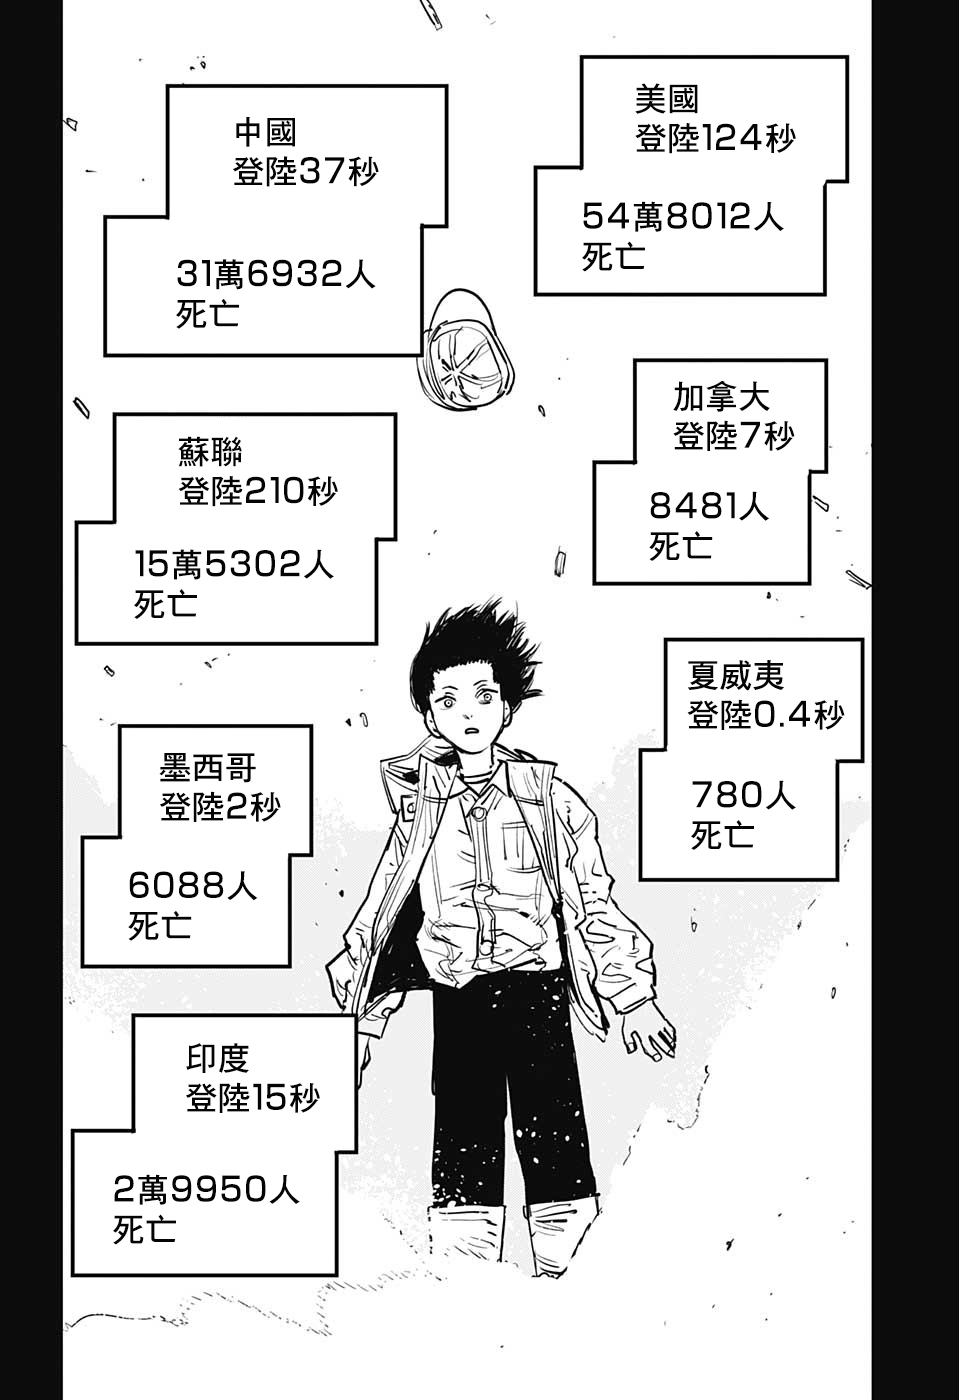 美國
登陸124秒
54萬8012人
死亡
中國
登陸37秒
31萬6932人
死亡
加拿大
登陸7秒
8481人
死亡
蘇聯
登陸210秒
15萬5302人
死亡
夏威夷
登陸0.4秒
780人
死亡
墨西哥
登陸2秒
6088人
死亡
印度
登陸15秒
2萬9950人
死亡